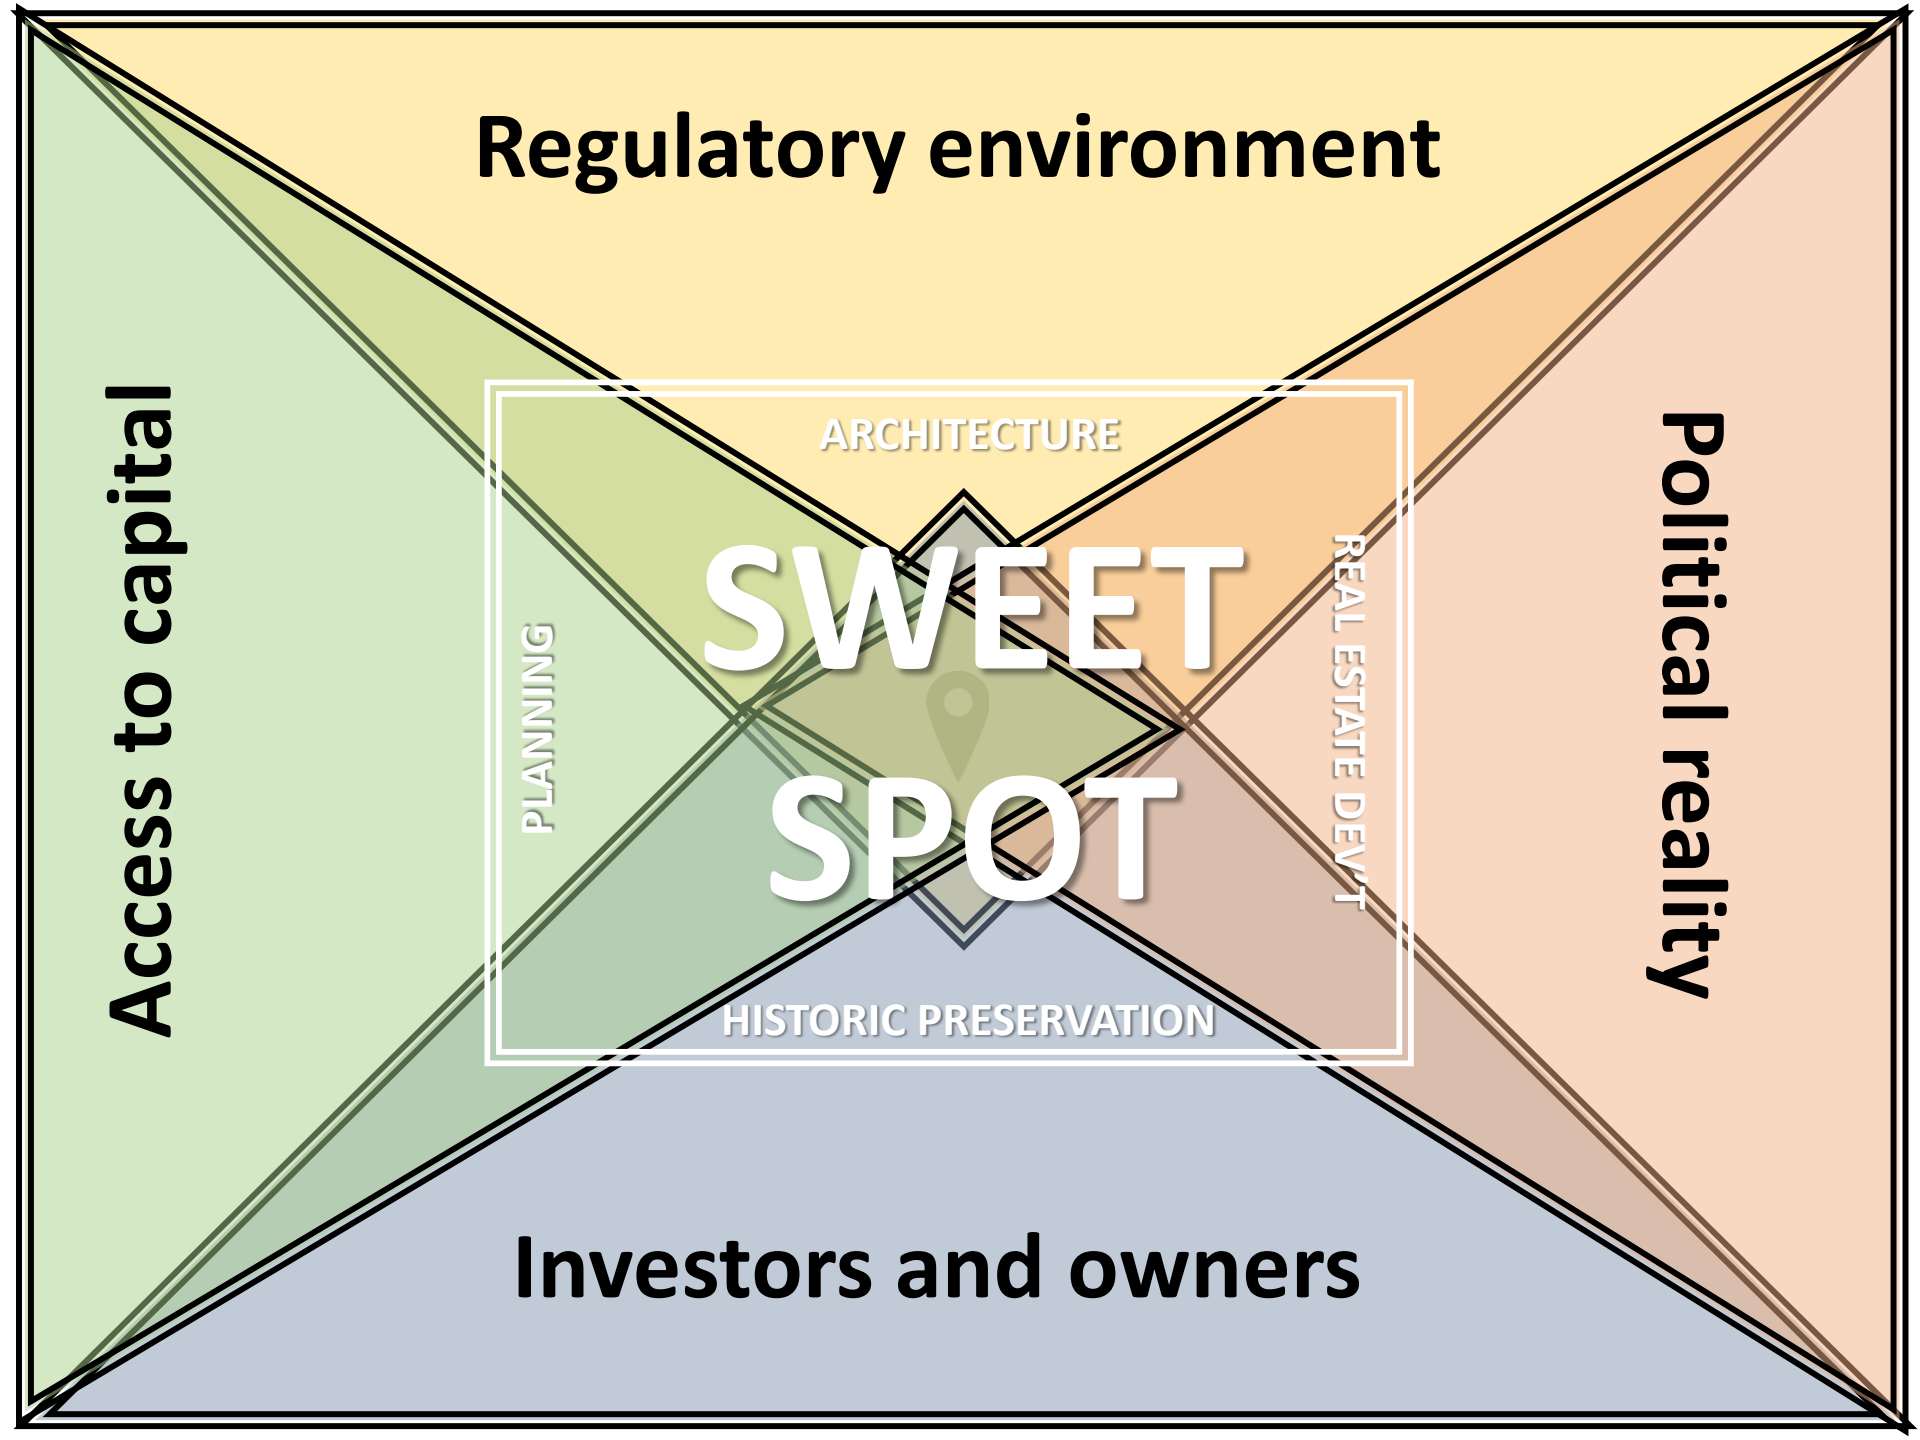 Regulatory environment
ARCHITECTURE
Access to capital
PLANNING
SWEET
SPOT
REAL ESTATE DEV'T
Political reality
HISTORIC PRESERVATION
Investors and owners